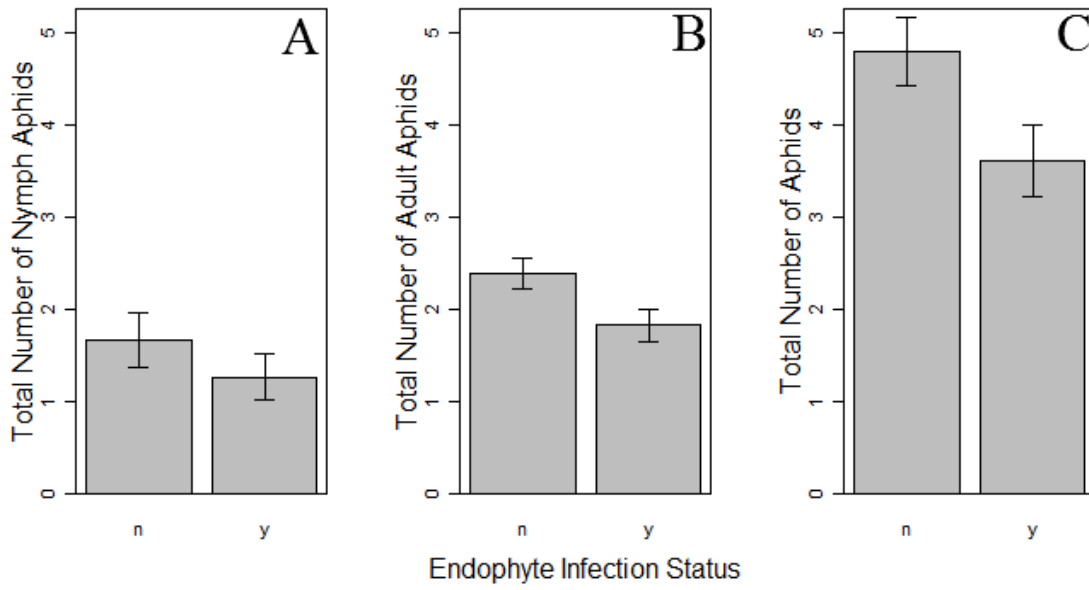 A
Total Number of Nymph Aphids
0
1
2
3
4
5
n
y
B
Total Number of Adult Aphids
0
1
2
3
4
5
n
y
C
Total Number of Aphids
0
1
2
3
4
5
n
y
Endophyte Infection Status